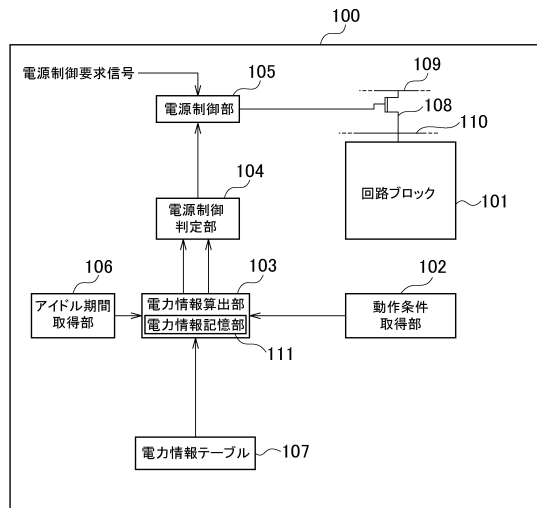 100
電源制御要求信号
105
電源制御部
109
108
110
回路ブロック
101
104
電源制御
判定部
106
アイドル期間
取得部
103
電力情報算出部
電力情報記憶部
111
102
動作条件
取得部
電力情報テーブル
107